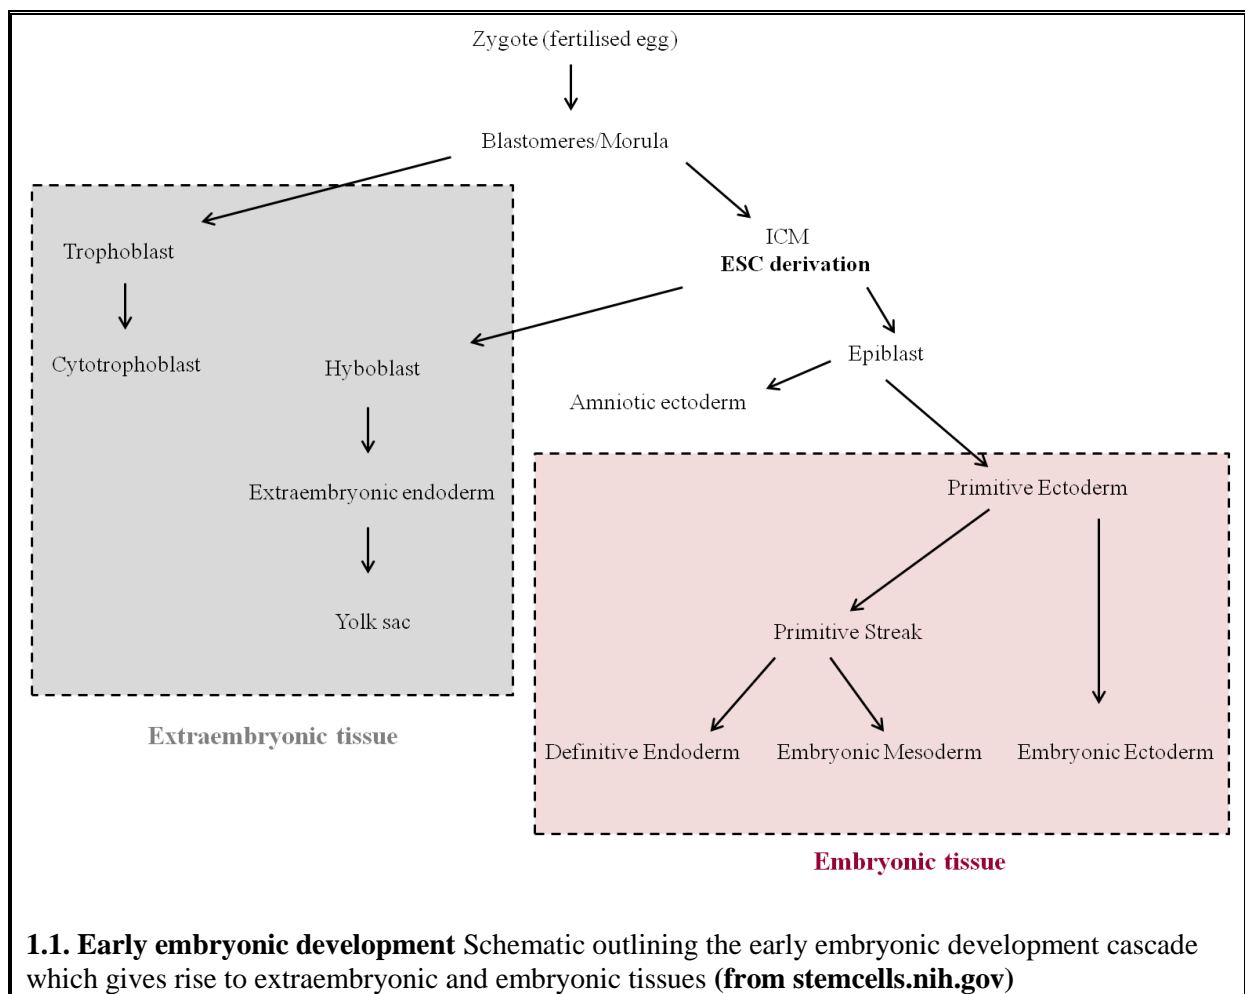 Zygote (fertilised egg)
Blastomeres/Morula
Trophoblast
ICM
ESC derivation
Cytotrophoblast
Hyboblast
Epiblast
Amniotic ectoderm
Extraembryonic endoderm
Primitive Ectoderm
Yolk sac
Primitive Streak
Extraembryonic tissue
Definitive Endoderm
Embryonic Mesoderm
Embryonic Ectoderm
Embryonic tissue
1.1. Early embryonic development Schematic outlining the early embryonic development cascade
which gives rise to extraembryonic and embryonic tissues (from stemcells.nih.gov)